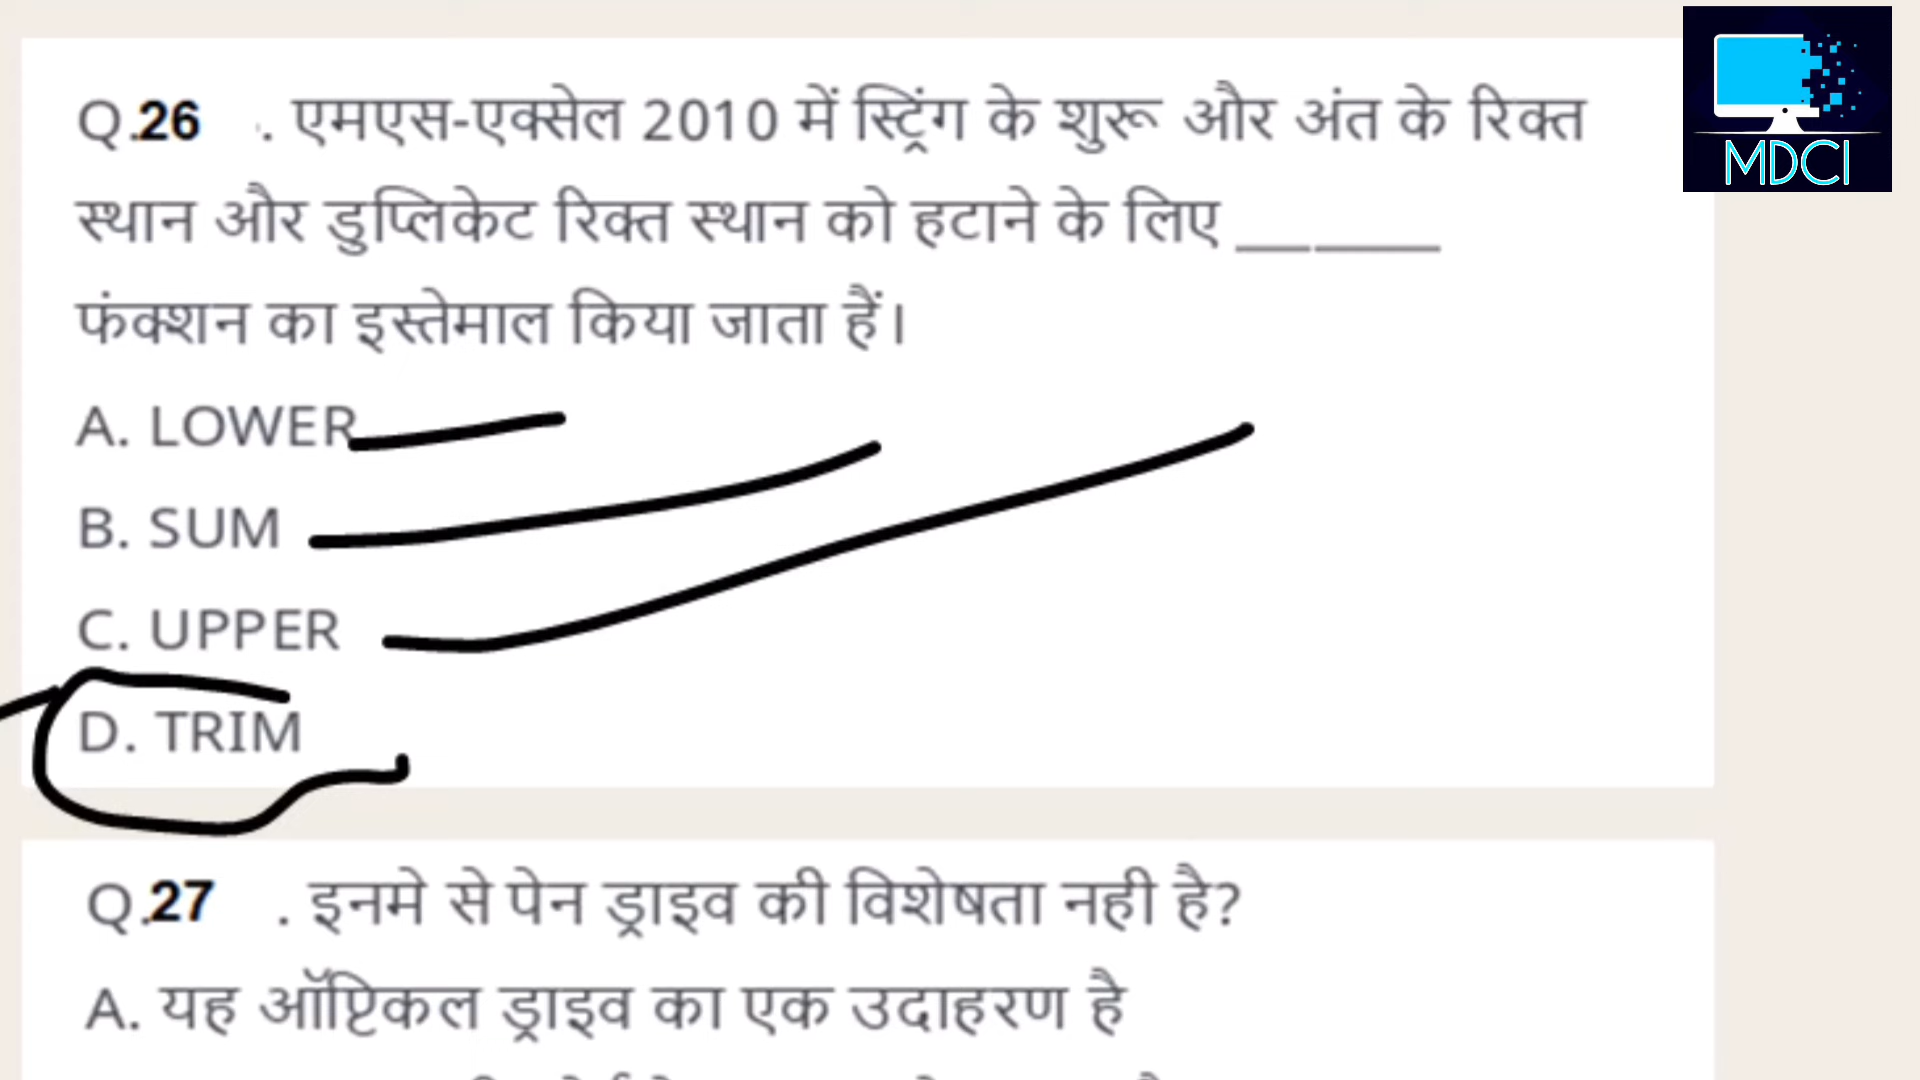 MDCI
Q.26 . एमएस-एक्सेल 2010 में स्ट्रिंग के शुरू और अंत के रिक्त
स्थान और डुप्लिकेट रिक्त स्थान को हटाने के लिए _______
फंक्शन का इस्तेमाल किया जाता हैं।
A. LOWER
B. SUM
C. UPPER
D. TRIM
Q.27 . इनमे से पेन ड्राइव की विशेषता नही है?
A. यह ऑप्टिकल ड्राइव का एक उदाहरण है